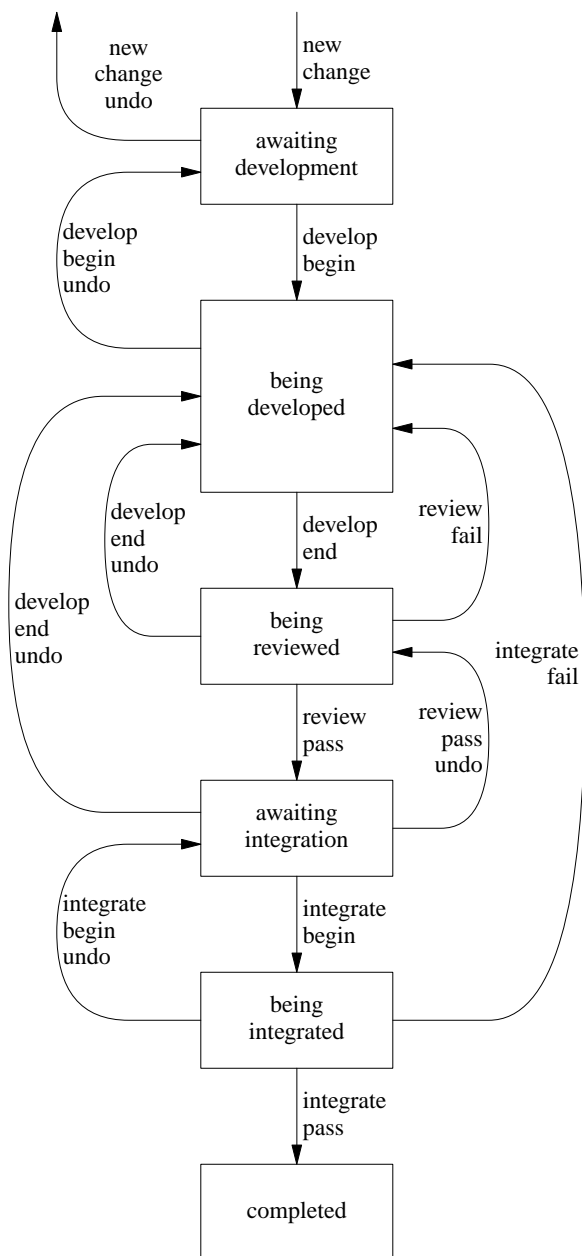 new
change
undo
new
change
awaiting
development
develop
begin
undo
develop
begin
being
developed
develop
end
undo
develop
end
review
fail
develop
end
undo
being
reviewed
integrate
fail
review
pass
review
pass
undo
awaiting
integration
integrate
begin
undo
integrate
begin
being
integrated
integrate
pass
completed